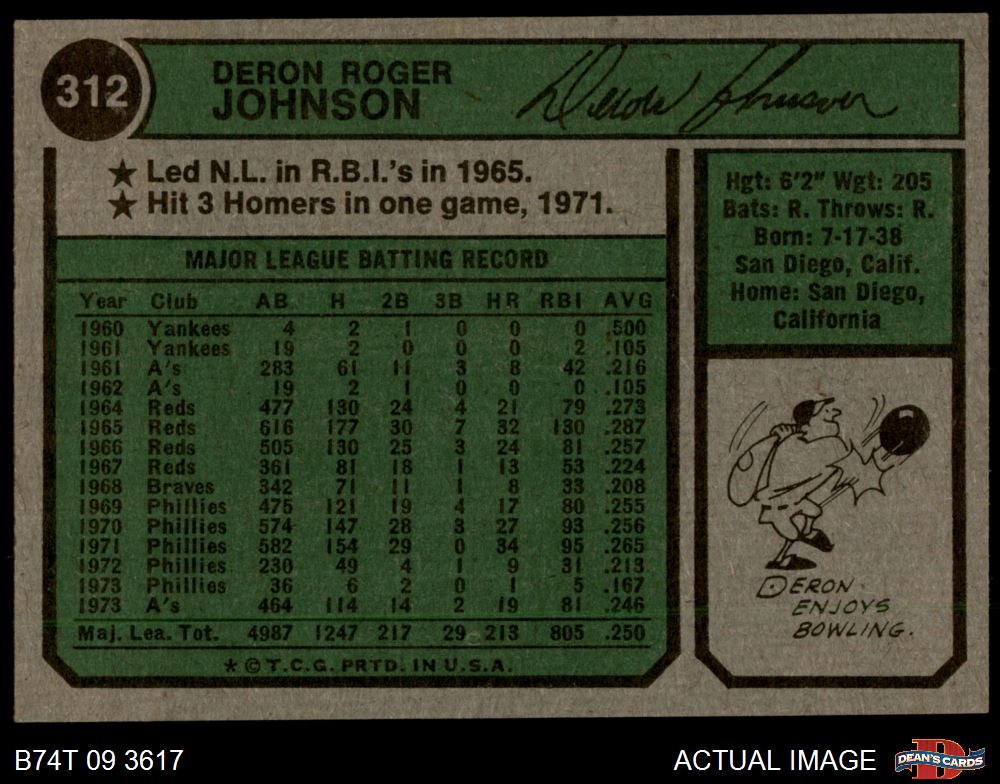 312
DERON ROGER
JOHNSON
Deron Johnson
★ Led N.L. in R.B.I.'s in 1965.
★ Hit 3 Homers in one game, 1971.
MAJOR LEAGUE BATTING RECORD
Year Club AB H 2B 3B HR RBI AVG
1960 Yankees 4 2 1 0 0 0 .500
1961 Yankees 19 2 0 0 0 2 .105
1961 A's 283 61 11 3 8 42 .216
1962 A's 19 2 1 0 0 0 .105
1964 Reds 477 130 24 4 21 79 .273
1965 Reds 616 177 30 7 32 130 .287
1966 Reds 505 130 25 3 24 81 .257
1967 Reds 361 81 18 1 13 53 .224
1968 Braves 342 71 11 1 8 33 .208
1969 Phillies 475 121 19 4 17 80 .255
1970 Phillies 574 147 28 3 27 93 .256
1971 Phillies 582 154 29 0 34 95 .265
1972 Phillies 230 49 4 1 9 31 .213
1973 Phillies 36 6 2 0 1 5 .167
1973 A's 464 114 14 2 19 81 .246
Maj. Lea. Tot. 4987 1247 217 29 213 805 .250
★ © T.C.G. PRTD. IN U.S.A.
Hgt: 6'2" Wgt: 205
Bats: R. Throws: R.
Born: 7-17-38
San Diego, Calif.
Home: San Diego,
California
DERON
ENJOYS
BOWLING.
B74T 09 3617
ACTUAL IMAGE
D
DEAN'S CARDS